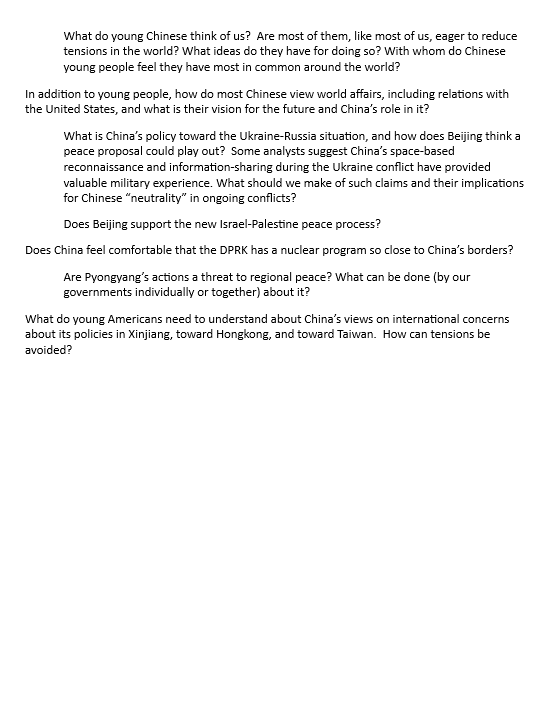 What do young Chinese think of us?  Are most of them, like most of us, eager to reduce
tensions in the world? What ideas do they have for doing so? With whom do Chinese
young people feel they have most in common around the world?
In addition to young people, how do most Chinese view world affairs, including relations with
the United States, and what is their vision for the future and China’s role in it?
What is China’s policy toward the Ukraine-Russia situation, and how does Beijing think a
peace proposal could play out?  Some analysts suggest China’s space-based
reconnaissance and information-sharing during the Ukraine conflict have provided
valuable military experience. What should we make of such claims and their implications
for Chinese “neutrality” in ongoing conflicts?
Does Beijing support the new Israel-Palestine peace process?
Does China feel comfortable that the DPRK has a nuclear program so close to China’s borders?
Are Pyongyang’s actions a threat to regional peace? What can be done (by our
governments individually or together) about it?
What do young Americans need to understand about China’s views on international concerns
about its policies in Xinjiang, toward Hongkong, and toward Taiwan.  How can tensions be
avoided?